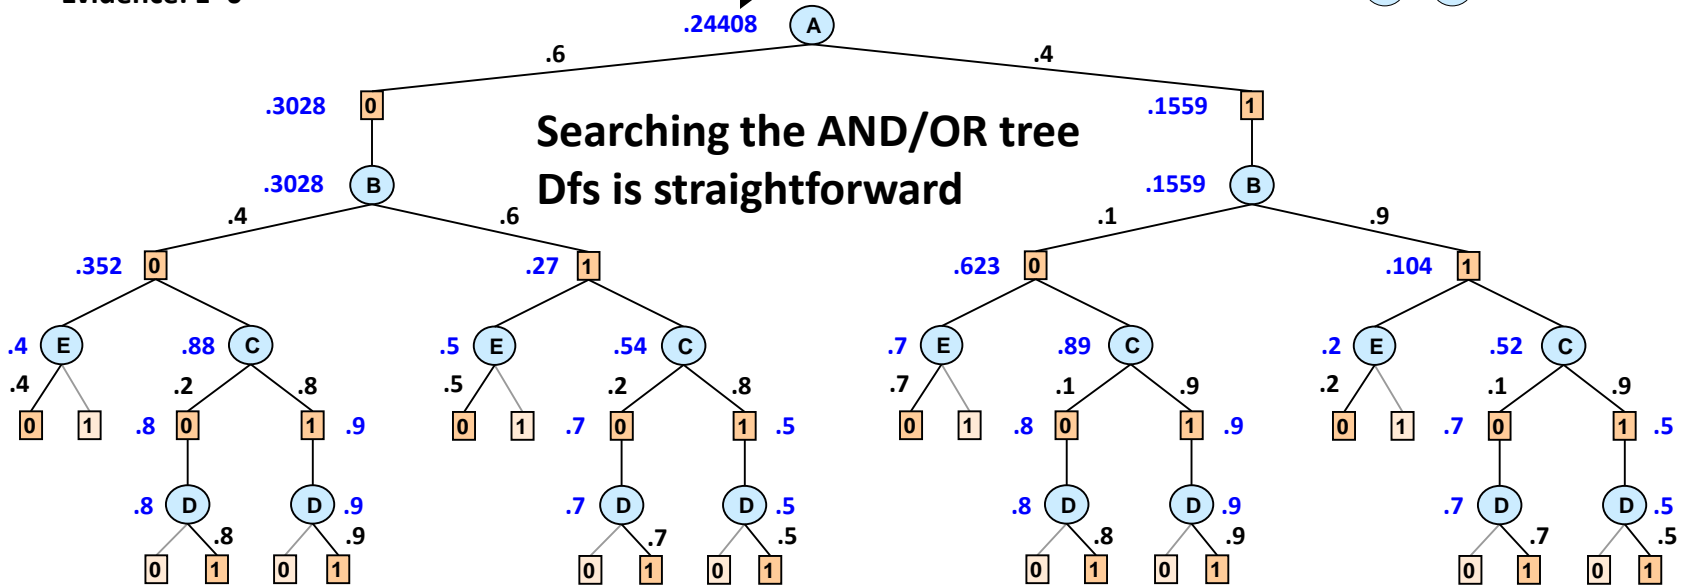 .24408 A
.6 .4
.3028 0 .1559 1
Searching the AND/OR tree
Dfs is straightforward
.3028 B .1559 B
.4 .6 .1 .9
.352 0 .27 1 .623 0 .104 1
.4 E .88 C .5 E .54 C .7 E .89 C .2 E .52 C
.4 .2 .8 .5 .2 .8 .7 .1 .9 .2 .1 .9
0 1 .8 0 1 .9 0 1 .7 0 1 .5 0 1 .8 0 1 .9 0 1 .7 0 1 .5
.8 D D .9 .7 D D .5 .8 D D .9 .7 D D .5
.8 .9 .7 .5 .8 .9 .7 .5
0 1 0 1 0 1 0 1 0 1 0 1 0 1 0 1